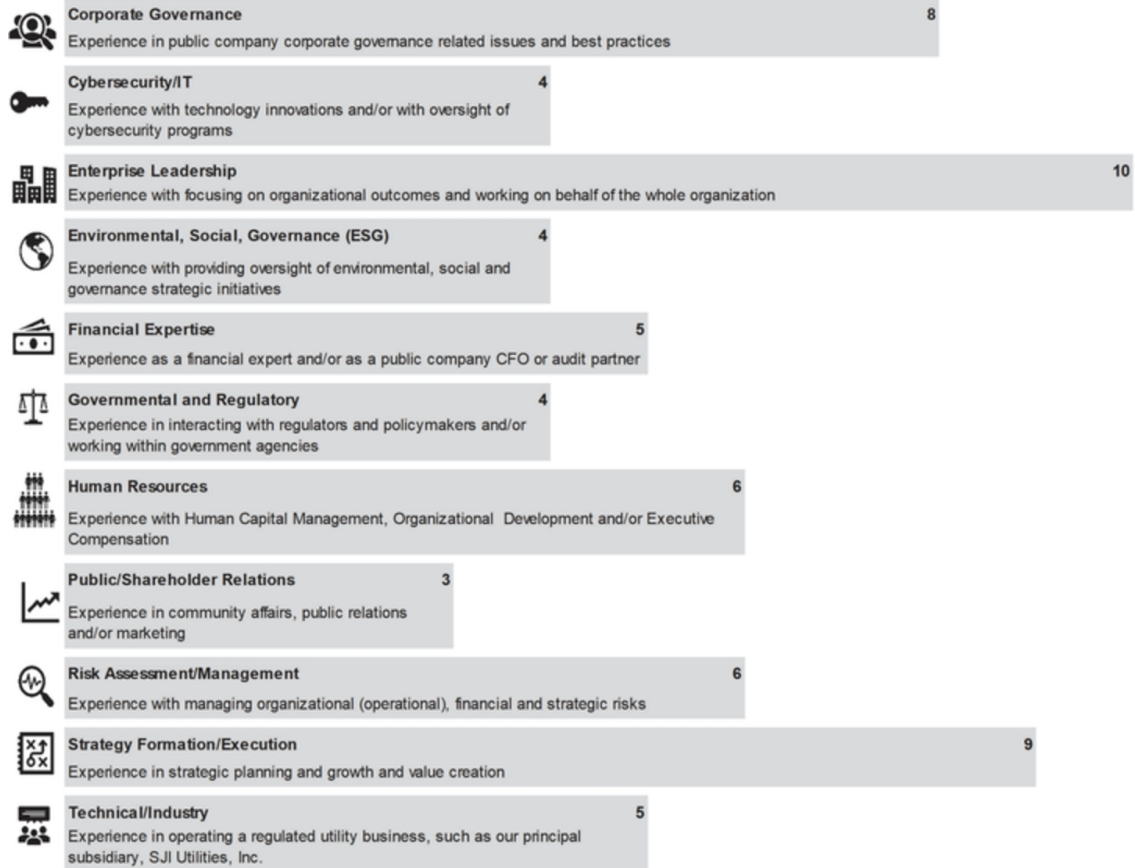 Corporate Governance 8
Experience in public company corporate governance related issues and best practices
Cybersecurity/IT 4
Experience with technology innovations and/or with oversight of
cybersecurity programs
Enterprise Leadership 10
Experience with focusing on organizational outcomes and working on behalf of the whole organization
Environmental, Social, Governance (ESG) 4
Experience with providing oversight of environmental, social and
governance strategic initiatives
Financial Expertise 5
Experience as a financial expert and/or as a public company CFO or audit partner
Governmental and Regulatory 4
Experience in interacting with regulators and policymakers and/or
working within government agencies
Human Resources 6
Experience with Human Capital Management, Organizational Development and/or Executive
Compensation
Public/Shareholder Relations 3
Experience in community affairs, public relations
and/or marketing
Risk Assessment/Management 6
Experience with managing organizational (operational), financial and strategic risks
Strategy Formation/Execution 9
Experience in strategic planning and growth and value creation
Technical/Industry 5
Experience in operating a regulated utility business, such as our principal
subsidiary, SJI Utilities, Inc.